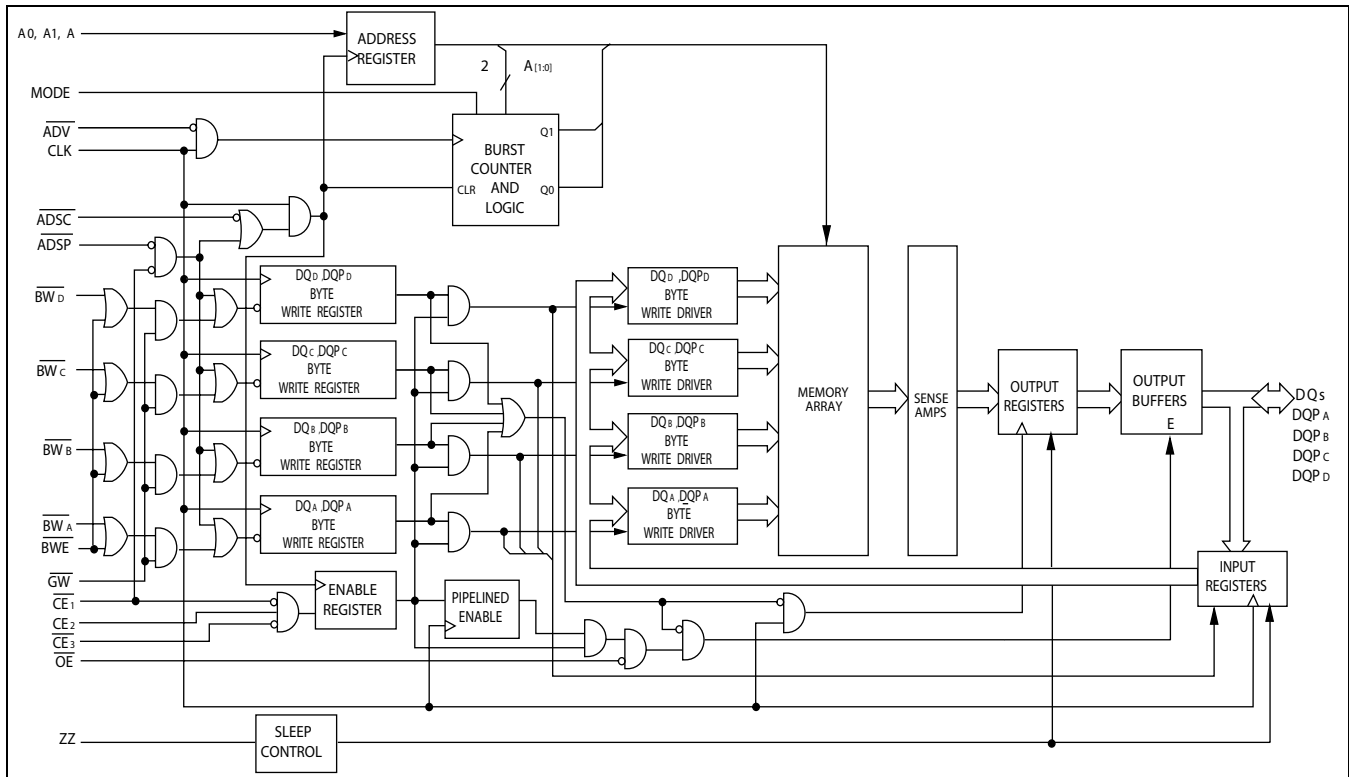 A0, A1, A
ADDRESS
REGISTER
2
A[1:0]
MODE
ADV
CLK
BURST
COUNTER
AND
LOGIC
CLR
Q1
Q0
ADSC
ADSP
BWD
DQD,DQPD
BYTE
WRITE REGISTER
DQD,DQPD
BYTE
WRITE DRIVER
BWC
DQC,DQPC
BYTE
WRITE REGISTER
DQC,DQPC
BYTE
WRITE DRIVER
BWB
DQB,DQPB
BYTE
WRITE REGISTER
DQB,DQPB
BYTE
WRITE DRIVER
BWA
BWE
DQA,DQPA
BYTE
WRITE REGISTER
DQA,DQPA
BYTE
WRITE DRIVER
MEMORY
ARRAY
SENSE
AMPS
OUTPUT
REGISTERS
OUTPUT
BUFFERS
E
DQs
DQPA
DQPB
DQPC
DQPD
INPUT
REGISTERS
GW
CE1
CE2
CE3
OE
ENABLE
REGISTER
PIPELINED
ENABLE
ZZ
SLEEP
CONTROL